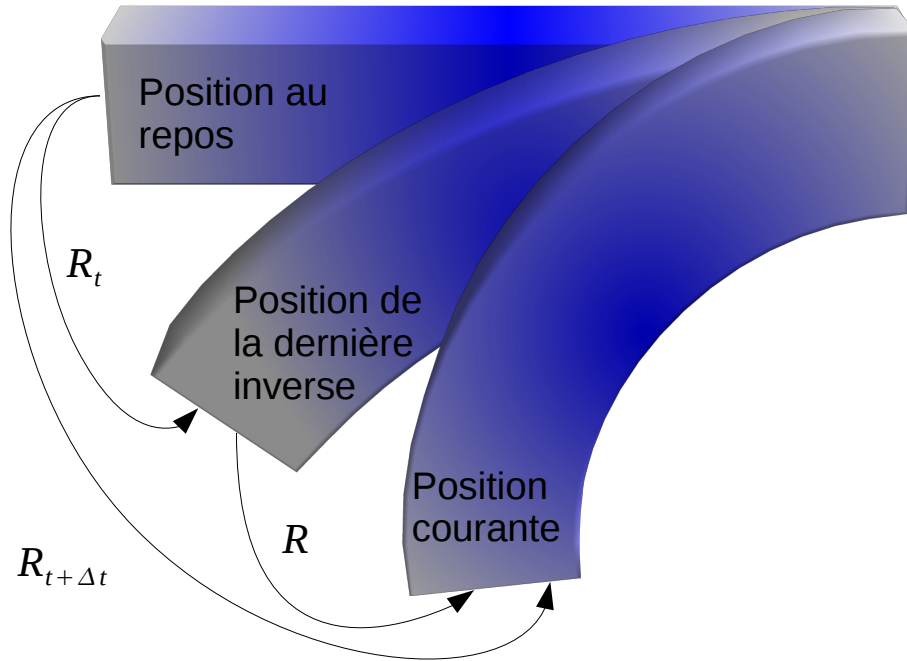 Position au
repos
R_t
Position de
la dernière
inverse
Position
courante
R
R_{t+Δt}